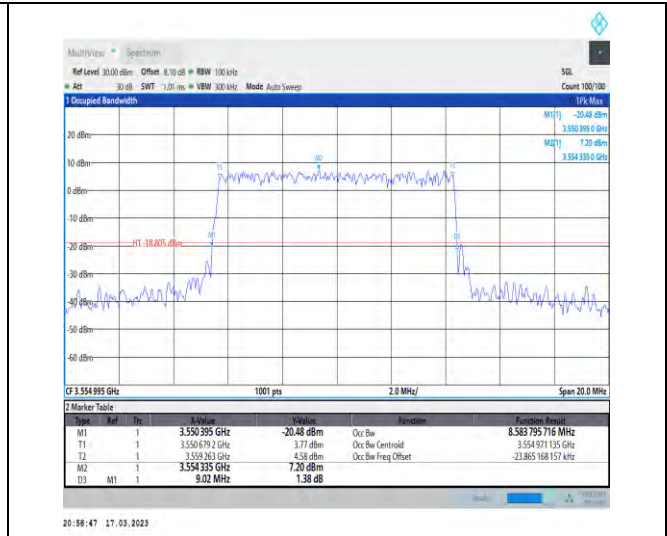 MultiView Spectrum
Ref Level 30.00 dBm Offset 8.10 dB RBW 100 kHz SGL
Att 30 dB SWT 1.01 ms VBW 300 kHz Mode Auto Sweep Count 100/100
1 Occupied Bandwidth 1Pk Max
M1[1] -20.48 dBm
3.550 395 0 GHz
20 dBm
M2[1] 7.20 dBm
3.554 335 0 GHz
10 dBm
T1 M2 T2
0 dBm
-10 dBm
M1 D3
H1 -18.805 dBm
-20 dBm
-30 dBm
-40 dBm
-50 dBm
-60 dBm
CF 3.554 995 GHz 1001 pts 2.0 MHz/ Span 20.0 MHz
2 Marker Table
Type Ref Trc X-Value Y-Value Function Function Result
M1 1 3.550 395 GHz -20.48 dBm Occ Bw 8.583 795 716 MHz
T1 1 3.550 679 2 GHz 3.77 dBm Occ Bw Centroid 3.554 971 135 GHz
T2 1 3.559 263 GHz 4.58 dBm Occ Bw Freq Offset -23.865 168 157 kHz
M2 1 3.554 335 GHz 7.20 dBm
D3 M1 1 9.02 MHz 1.38 dB
20:58:47 17.03.2023